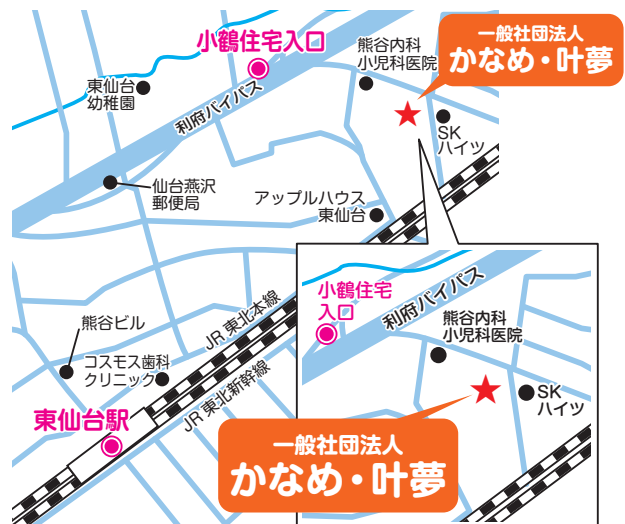 一般社団法人
かなめ・叶夢
小鶴住宅入口
熊谷内科
小児科医院
東仙台
幼稚園
利府バイパス
SK
ハイツ
仙台燕沢
郵便局
アップルハウス
東仙台
小鶴住宅
入口
利府バイパス
熊谷内科
小児科医院
SK
ハイツ
一般社団法人
かなめ・叶夢
JR 東北本線
熊谷ビル
コスモス歯科
クリニック
JR 東北新幹線
東仙台駅